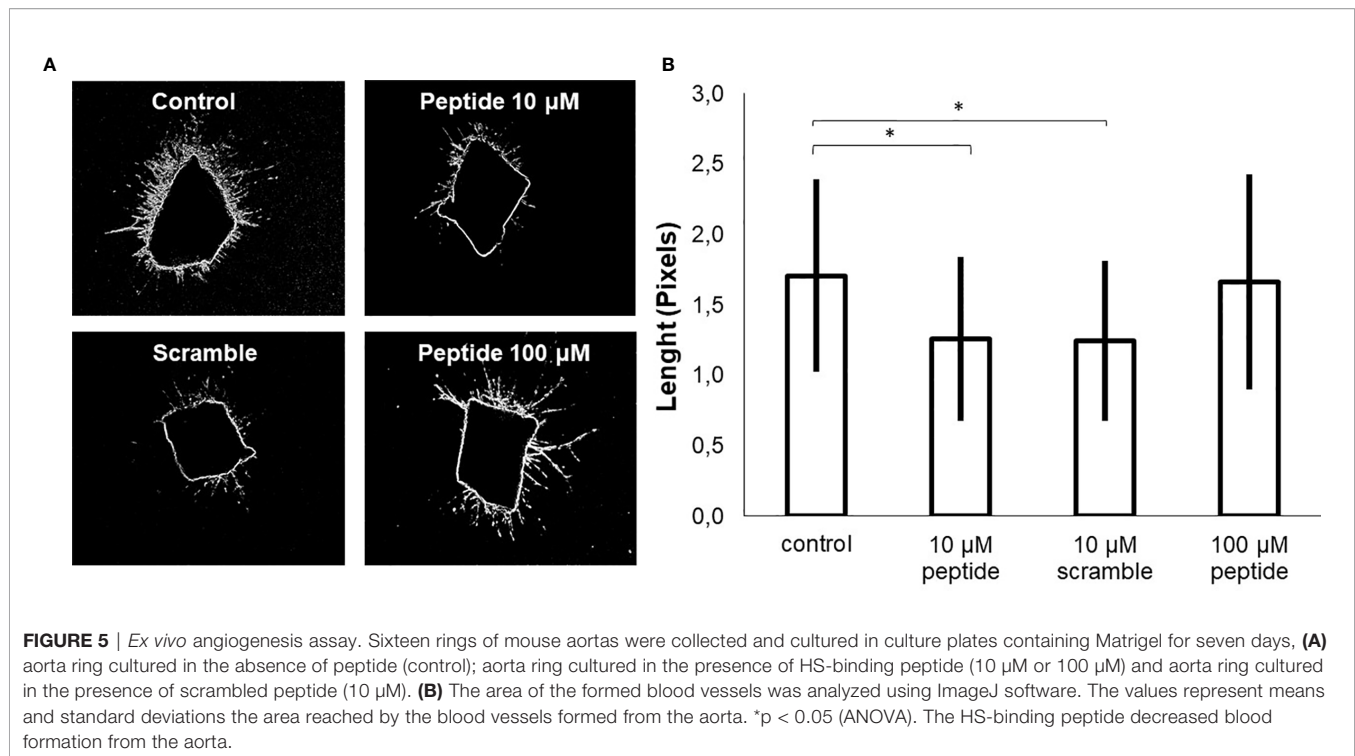 A
Control
Peptide 10 µM
Scramble
Peptide 100 µM
B
Lenght (Pixels)
3,0
2,5
2,0
1,5
1,0
0,5
0,0
*
*
control
10 µM
peptide
10 µM
scramble
100 µM
peptide
FIGURE 5 | Ex vivo angiogenesis assay. Sixteen rings of mouse aortas were collected and cultured in culture plates containing Matrigel for seven days, (A)
aorta ring cultured in the absence of peptide (control); aorta ring cultured in the presence of HS-binding peptide (10 µM or 100 µM) and aorta ring cultured
in the presence of scrambled peptide (10 µM). (B) The area of the formed blood vessels was analyzed using ImageJ software. The values represent means
and standard deviations the area reached by the blood vessels formed from the aorta. *p < 0.05 (ANOVA). The HS-binding peptide decreased blood
formation from the aorta.